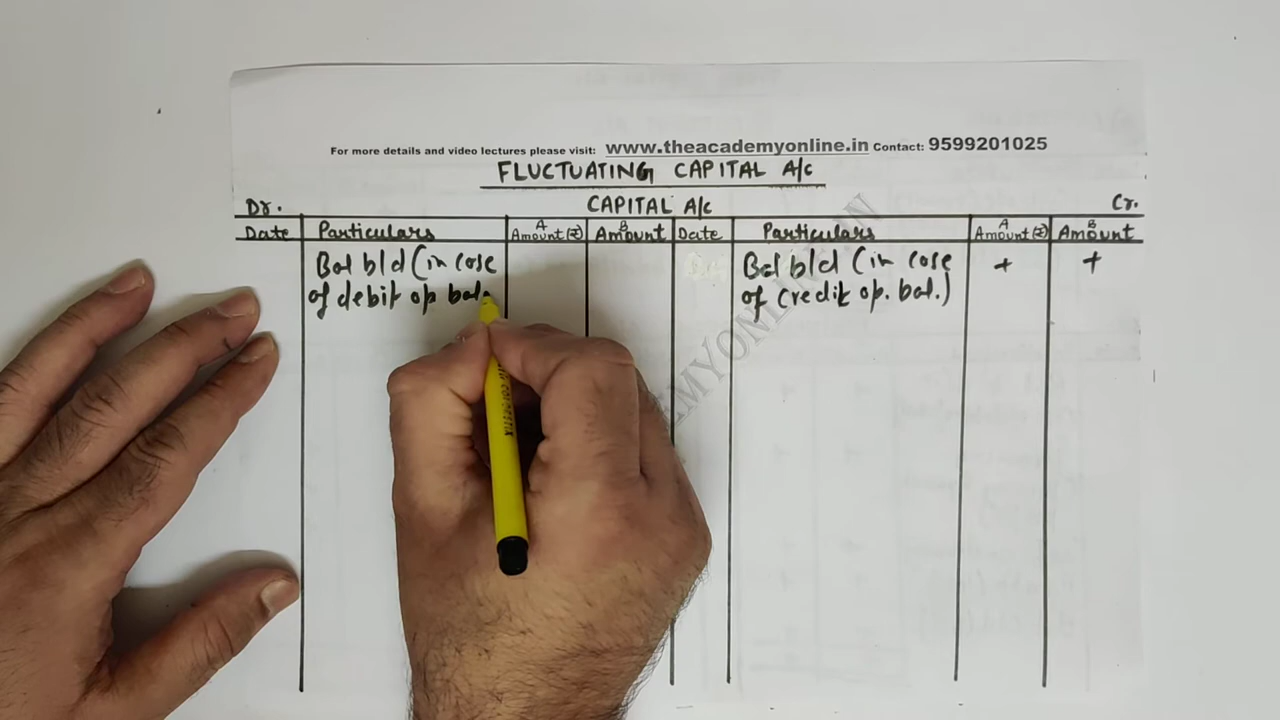 For more details and video lectures please visit: www.theacademyonline.in Contact: 9599201025
FLUCTUATING CAPITAL A/c
Dr. CAPITAL A/c Cr.
Date Particulars A Amount (₹) B Amount Date Particulars A Amount (₹) B Amount
Bal b/d (in case
of debit op bal.
Bal b/d (in case + +
of credit op. bal.)